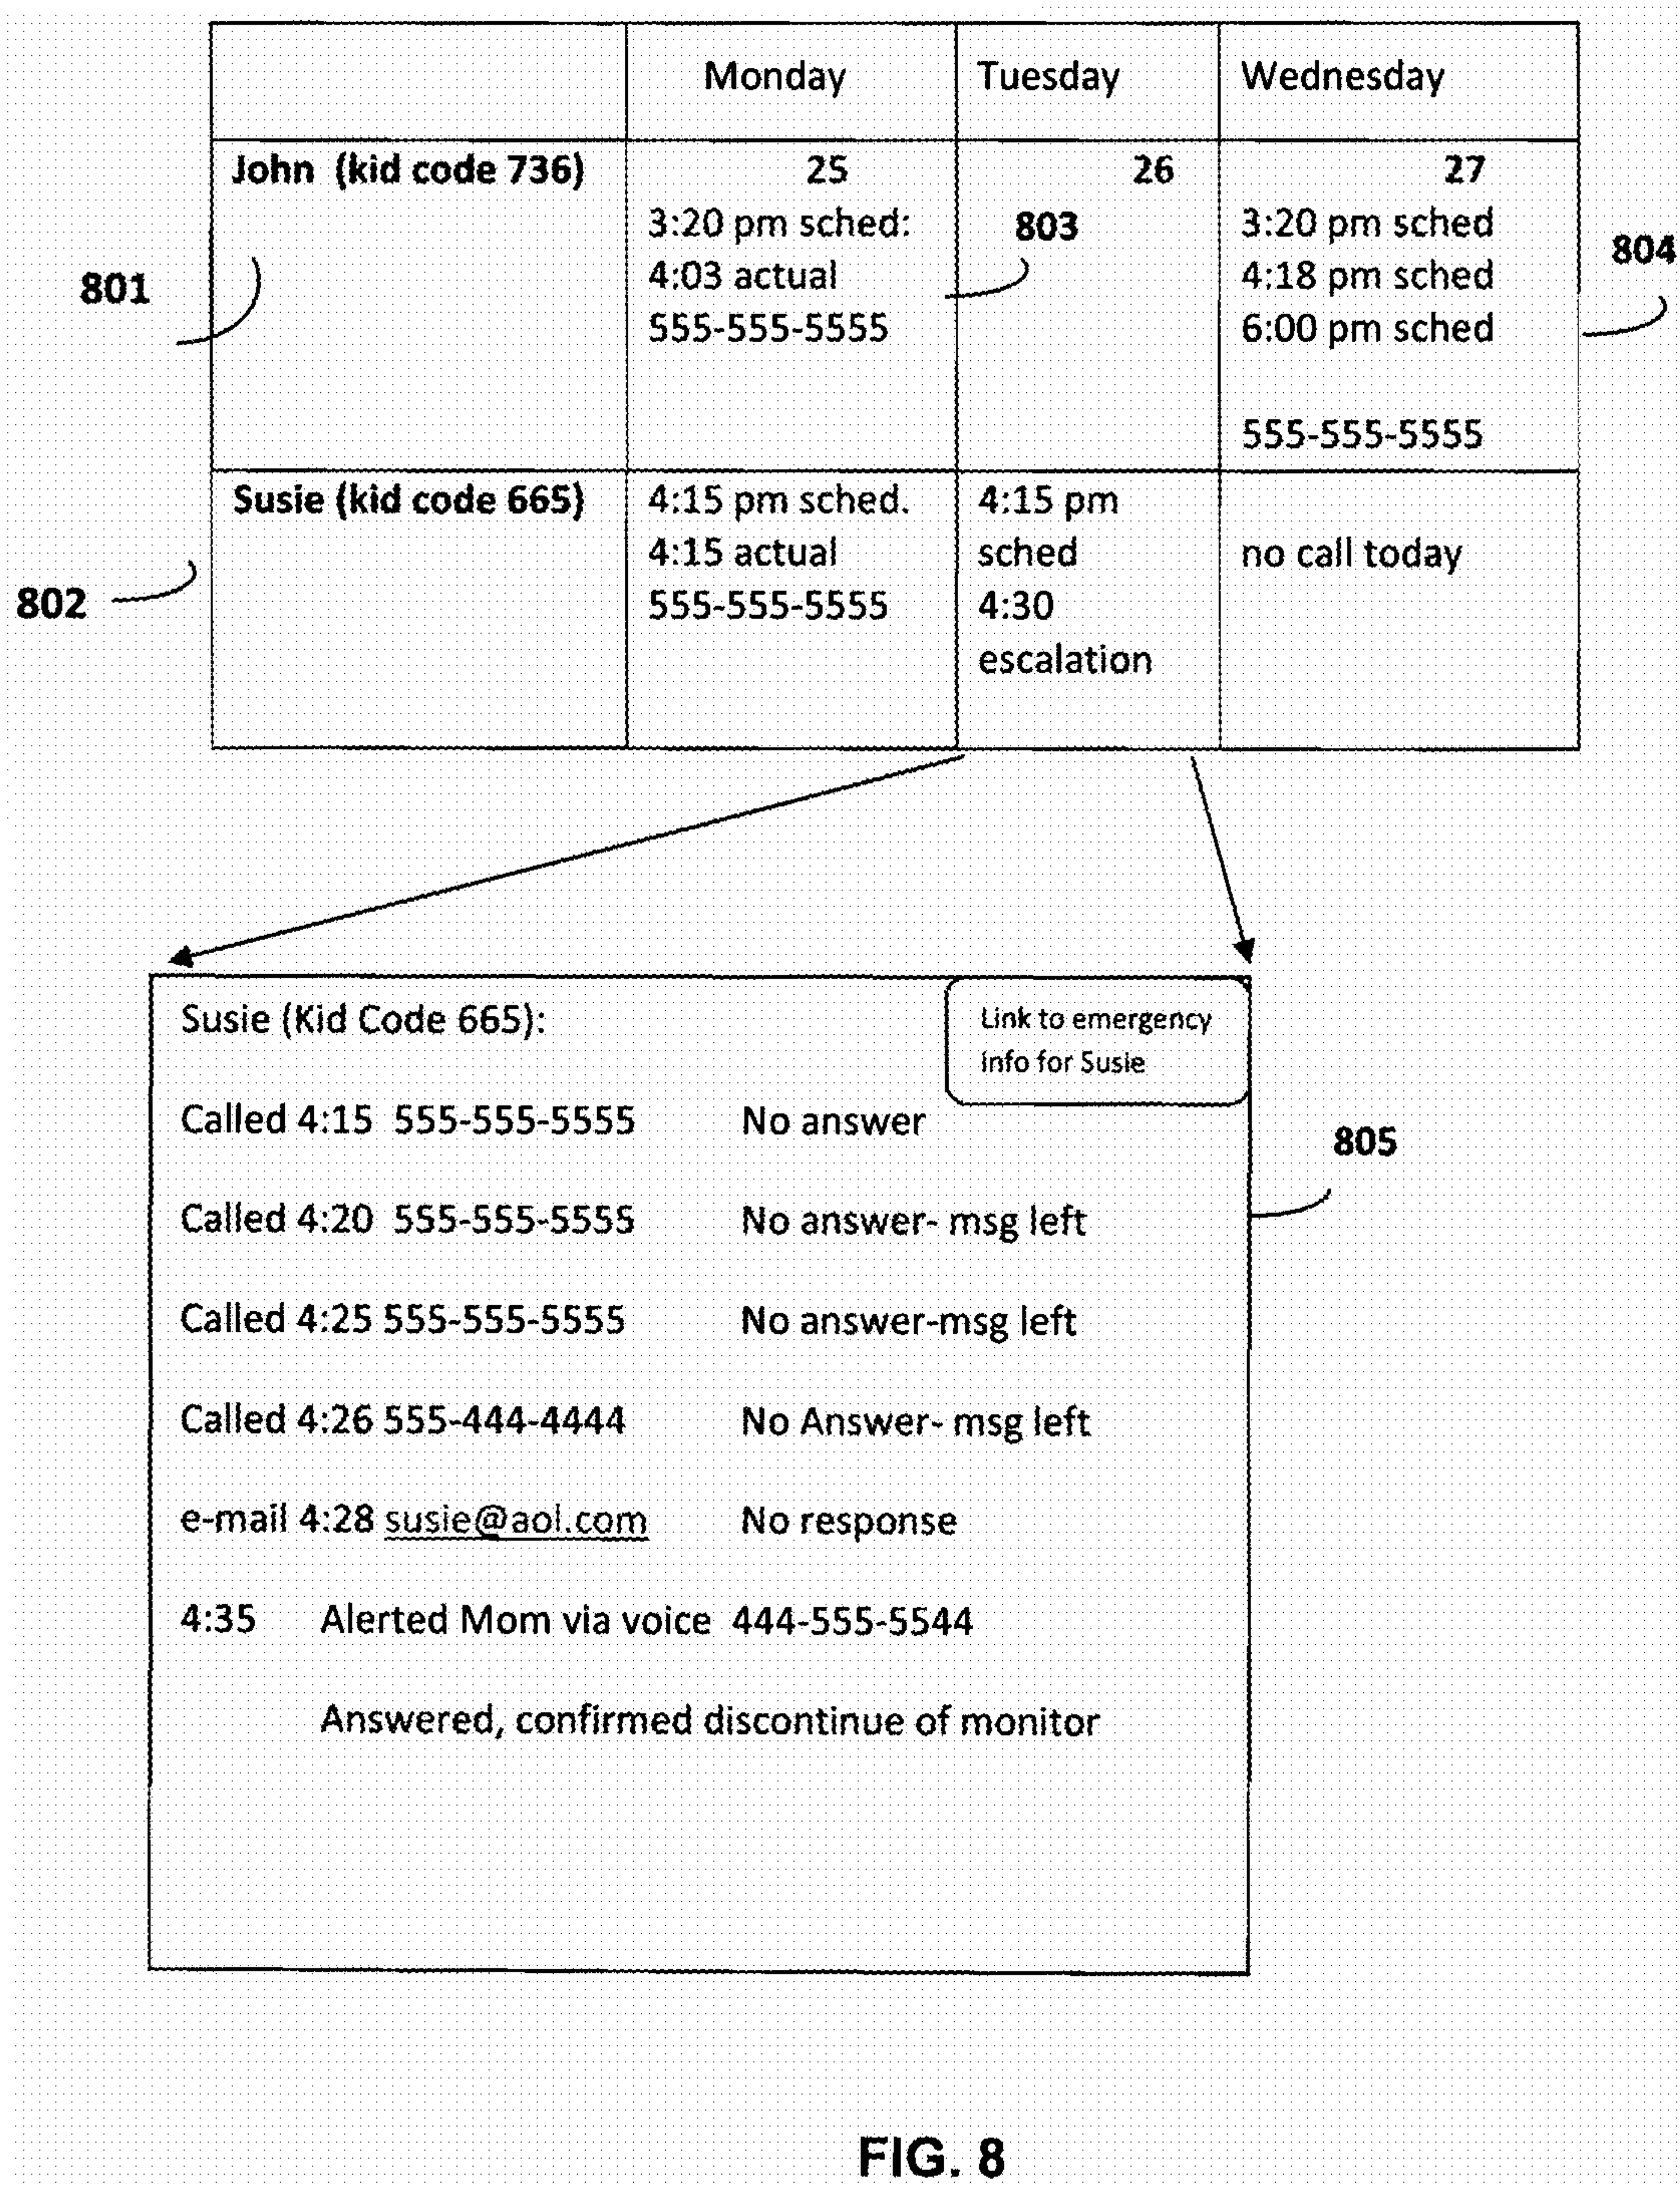 Monday Tuesday Wednesday
John (kid code 736) 25 26 27
3:20 pm sched: 803 3:20 pm sched
804
801 4:03 actual 4:18 pm sched
555-555-5555 6:00 pm sched
555-555-5555
Susie (kid code 665) 4:15 pm sched. 4:15 pm
4:15 actual sched no call today
802 555-555-5555 4:30
escalation
Susie (Kid Code 665): Link to emergency
info for Susie
Called 4:15 555-555-5555 No answer
805
Called 4:20 555-555-5555 No answer- msg left
Called 4:25 555-555-5555 No answer-msg left
Called 4:26 555-444-4444 No Answer- msg left
e-mail 4:28 susie@aol.com No response
4:35 Alerted Mom via voice 444-555-5544
Answered, confirmed discontinue of monitor
FIG. 8